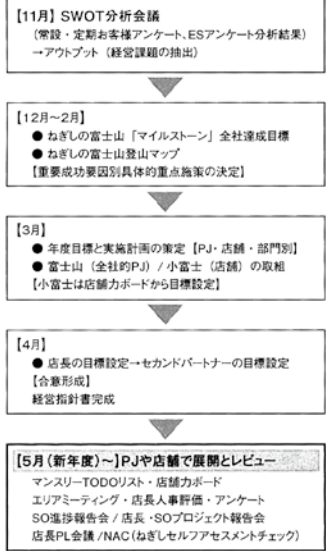 【11月】SWOT分析会議
(常設・定期お客様アンケート、ESアンケート分析結果)
→アウトプット (経営課題の抽出)
【12月〜2月】
● ねぎしの富士山「マイルストーン」全社達成目標
● ねぎしの富士山登山マップ
【重要成功要因別具体的重点施策の決定】
【3月】
● 年度目標と実施計画の策定【PJ・店舗・部門別】
● 富士山 (全社的PJ) / 小富士 (店舗) の取組
【小富士は店舗力ボードから目標設定】
【4月】
● 店長の目標設定→セカンドパートナーの目標設定
【合意形成】
経営指針書完成
【5月(新年度)〜】PJや店舗で展開とレビュー
マンスリーTODOリスト・店舗力ボード
エリアミーティング・店長人事評価・アンケート
SO進捗報告会 / 店長・SOプロジェクト報告会
店長PL会議 /NAC(ねぎしセルフアセスメントチェック)